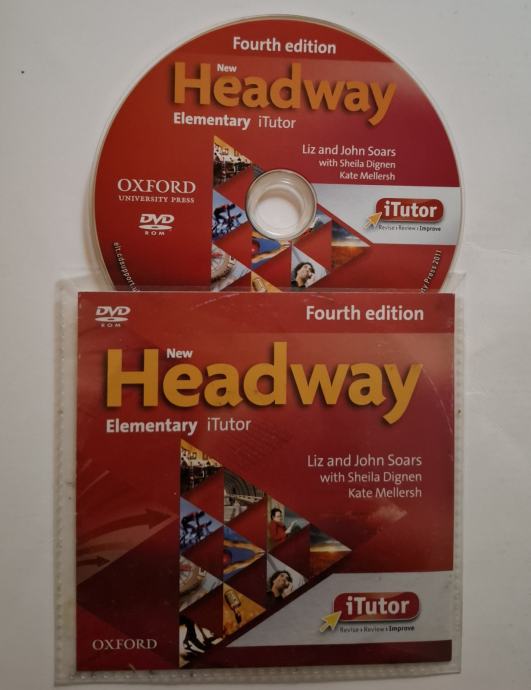 Fourth edition
New
Headway
Elementary iTutor
Liz and John Soars
with Sheila Dignen
Kate Mellersh
OXFORD
UNIVERSITY PRESS
DVD
ROM
iTutor
Revise › Review › Improve
DVD
ROM
Fourth edition
New
Headway
Elementary iTutor
Liz and John Soars
with Sheila Dignen
Kate Mellersh
iTutor
Revise › Review › Improve
OXFORD